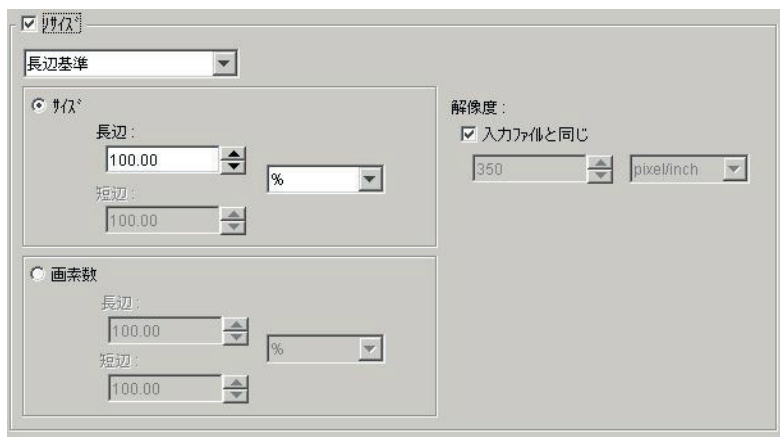 ﾘｻｲｽﾞ
長辺基準
ｻｲｽﾞ
長辺:
100.00
%
短辺:
100.00
解像度:
入力ﾌｧｲﾙと同じ
350
pixel/inch
画素数
長辺:
100.00
%
短辺:
100.00